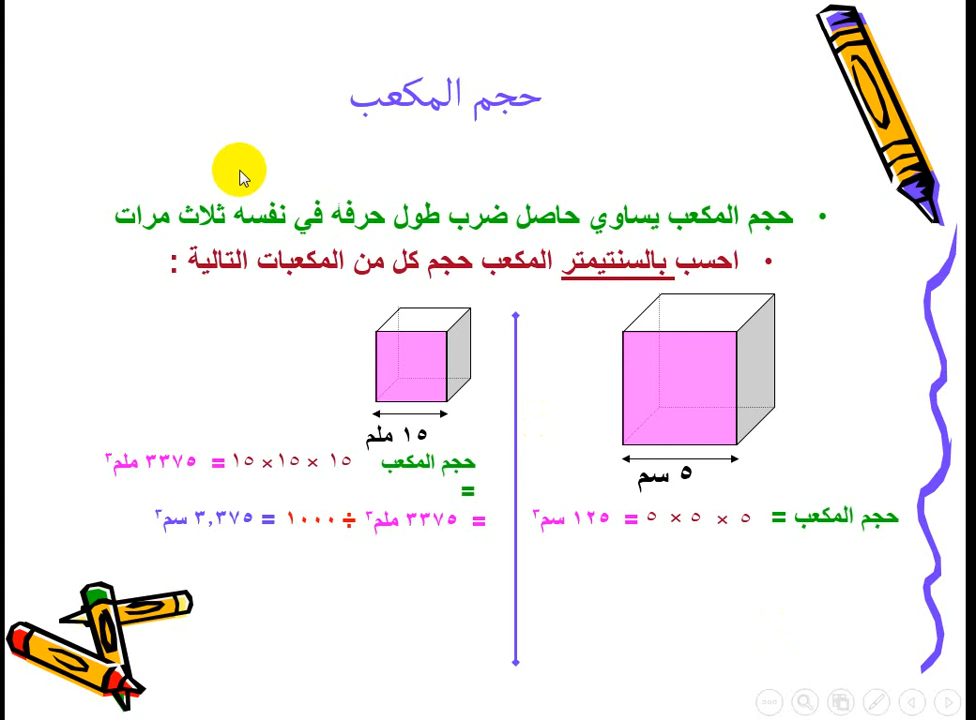 حجم المكعب
• حجم المكعب يساوي حاصل ضرب طول حرفه في نفسه ثلاث مرات
• احسب بالسنتيمتر المكعب حجم كل من المكعبات التالية :
٥ سم
حجم المكعب = ٥ × ٥ × ٥ = ١٢٥ سم٣
١٥ ملم
حجم المكعب ١٥ × ١٥× ١٥ = ٣٣٧٥ ملم٣
=
= ٣٣٧٥ ملم٣ ÷ ١٠٠٠ = ٣,٣٧٥ سم٣